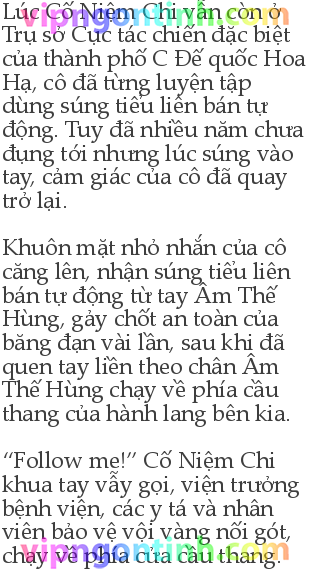 Lúc Cố Niệm Chi vẫn còn ở
Trụ sở Cục tác chiến đặc biệt
của thành phố C Đế quốc Hoa
Hạ, cô đã từng luyện tập
dùng súng tiểu liên bán tự
động. Tuy đã nhiều năm chưa
đụng tới nhưng lúc súng vào
tay, cảm giác của cô đã quay
trở lại.
Khuôn mặt nhỏ nhắn của cô
căng lên, nhận súng tiểu liên
bán tự động từ tay Âm Thế
Hùng, gảy chốt an toàn của
băng đạn vài lần, sau khi đã
quen tay liền theo chân Âm
Thế Hùng chạy về phía cầu
thang của hành lang bên kia.
“Follow me!” Cố Niệm Chi
khua tay vẫy gọi, viện trưởng
bệnh viện, các y tá và nhân
viên bảo vệ vội vàng nối gót,
chạy về phía cửa cầu thang.
vipngontinh.com
vipngontinh.com